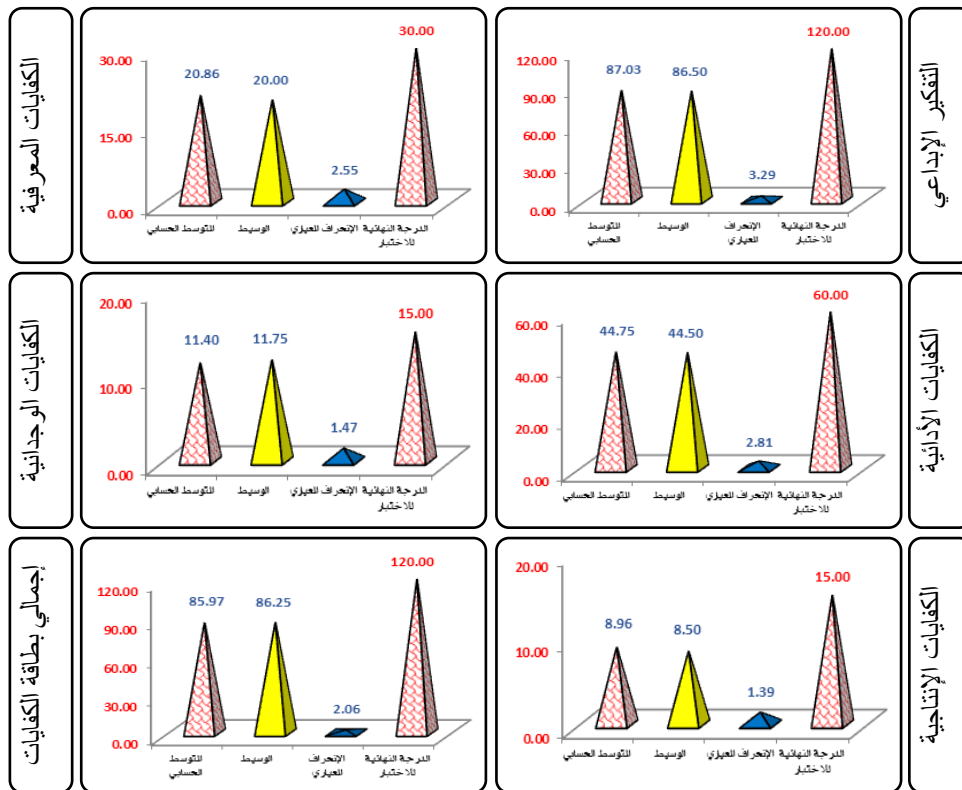 التفكير الإبداعي
120.00
120.00
90.00
60.00
30.00
0.00
87.03
86.50
3.29
المتوسط الحسابي
الوسيط
الإنحراف المعياري
الدرجة النهائية للاختبار
الكفايات المعرفية
30.00
30.00
15.00
0.00
20.86
20.00
2.55
المتوسط الحسابي
الوسيط
الإنحراف المعياري
الدرجة النهائية
للاختبار
الكفايات الأدائية
60.00
60.00
40.00
20.00
0.00
44.75
44.50
2.81
المتوسط الحسابي
الوسيط
الإنحراف المعياري
الدرجة النهائية
للاختبار
الكفايات الوجدانية
15.00
20.00
10.00
0.00
11.40
11.75
1.47
المتوسط الحسابي
الوسيط
الإنحراف المعياري
الدرجة النهائية
للاختبار
الكفايات الإنتاجية
15.00
20.00
10.00
0.00
8.96
8.50
1.39
المتوسط الحسابي
الوسيط
الإنحراف المعياري
الدرجة النهائية
للاختبار
إجمالي بطاقة الكفايات
120.00
120.00
90.00
60.00
30.00
0.00
85.97
86.25
2.06
المتوسط
الحسابي
الوسيط
الإنحراف
المعياري
الدرجة النهائية
للاختبار